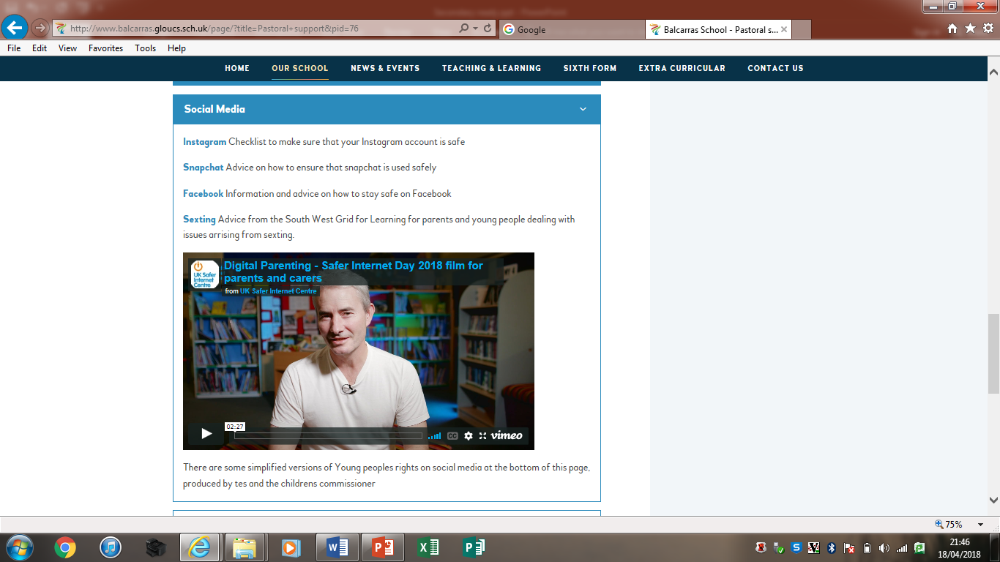 http://www.balcarras.gloucs.sch.uk/page/?title=Pastoral+support&pid=76
Google
Balcarras School - Pastoral s...
File Edit View Favorites Tools Help
HOME OUR SCHOOL NEWS & EVENTS TEACHING & LEARNING SIXTH FORM EXTRA CURRICULAR CONTACT US
Social Media
Instagram Checklist to make sure that your Instagram account is safe
Snapchat Advice on how to ensure that snapchat is used safely
Facebook Information and advice on how to stay safe on Facebook
Sexting Advice from the South West Grid for Learning for parents and young people dealing with
issues arrising from sexting.
UK Safer
Internet
Centre
Digital Parenting - Safer Internet Day 2018 film for
parents and carers
from UK Safer Internet Centre
02:27
CC
vimeo
There are some simplified versions of Young peoples rights on social media at the bottom of this page,
produced by tes and the childrens commissioner
75%
21:46
18/04/2018